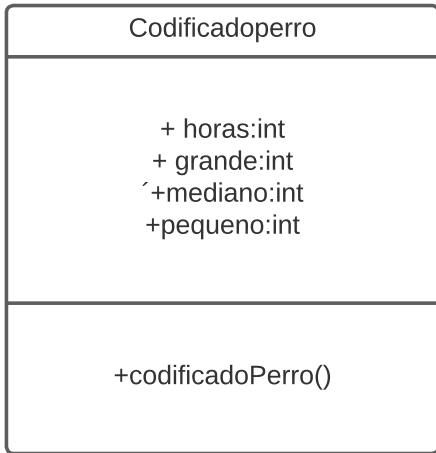 Codificadoperro
+ horas:int
+ grande:int
´+mediano:int
+pequeno:int
+codificadoPerro()